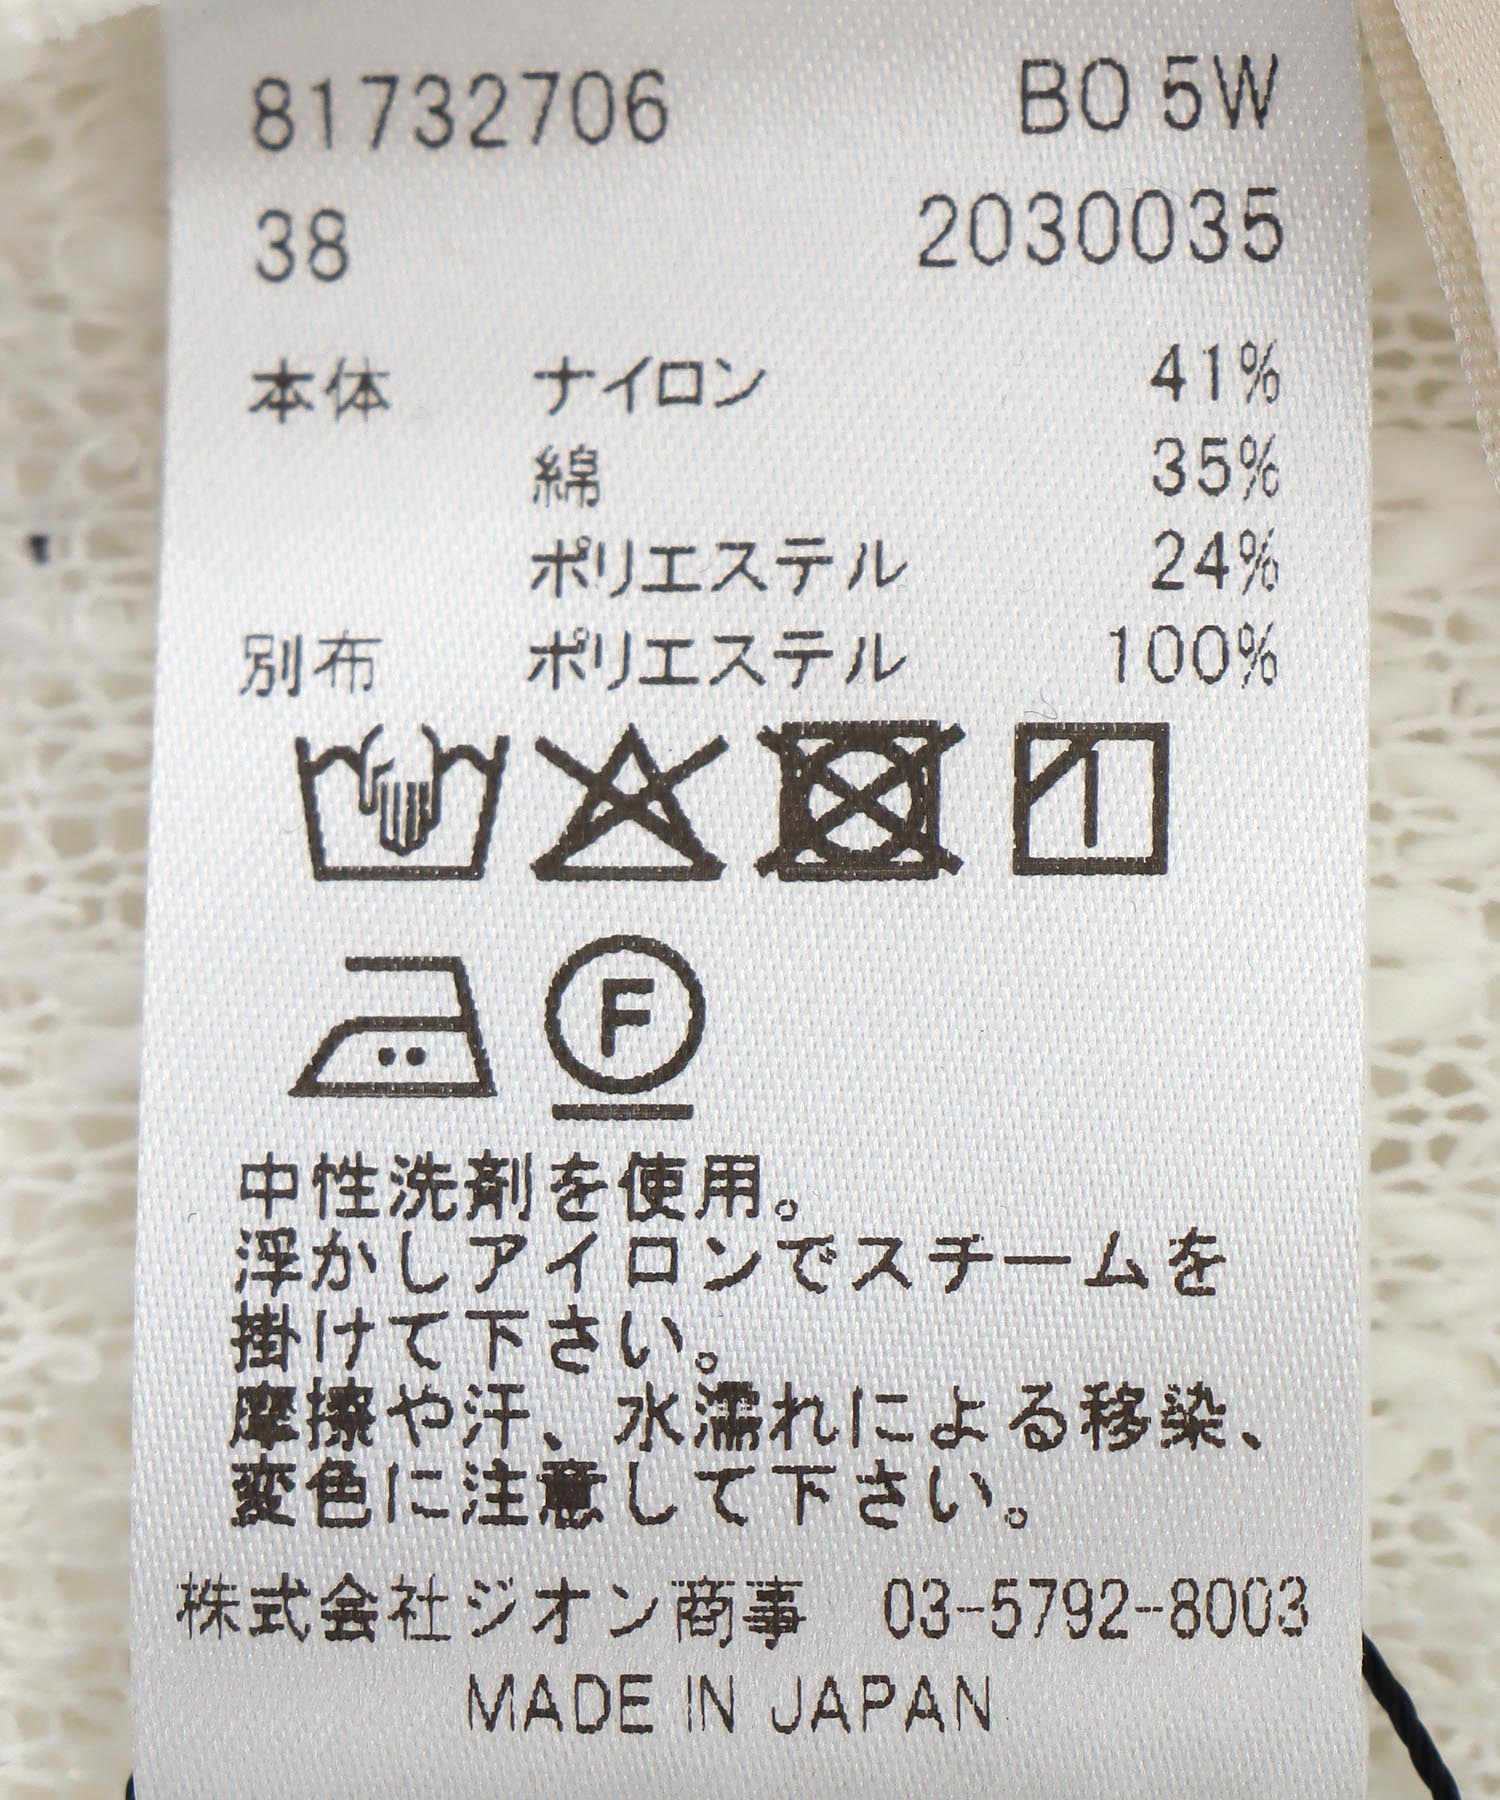 81732706 BO 5W
38 2030035
本体 ナイロン 41%
綿 35%
ポリエステル 24%
別布 ポリエステル 100%
F
中性洗剤を使用。
浮かしアイロンでスチームを
掛けて下さい。
摩擦や汗、水濡れによる移染、
変色に注意して下さい。
株式会社ジオン商事 03-5792-8003
MADE IN JAPAN